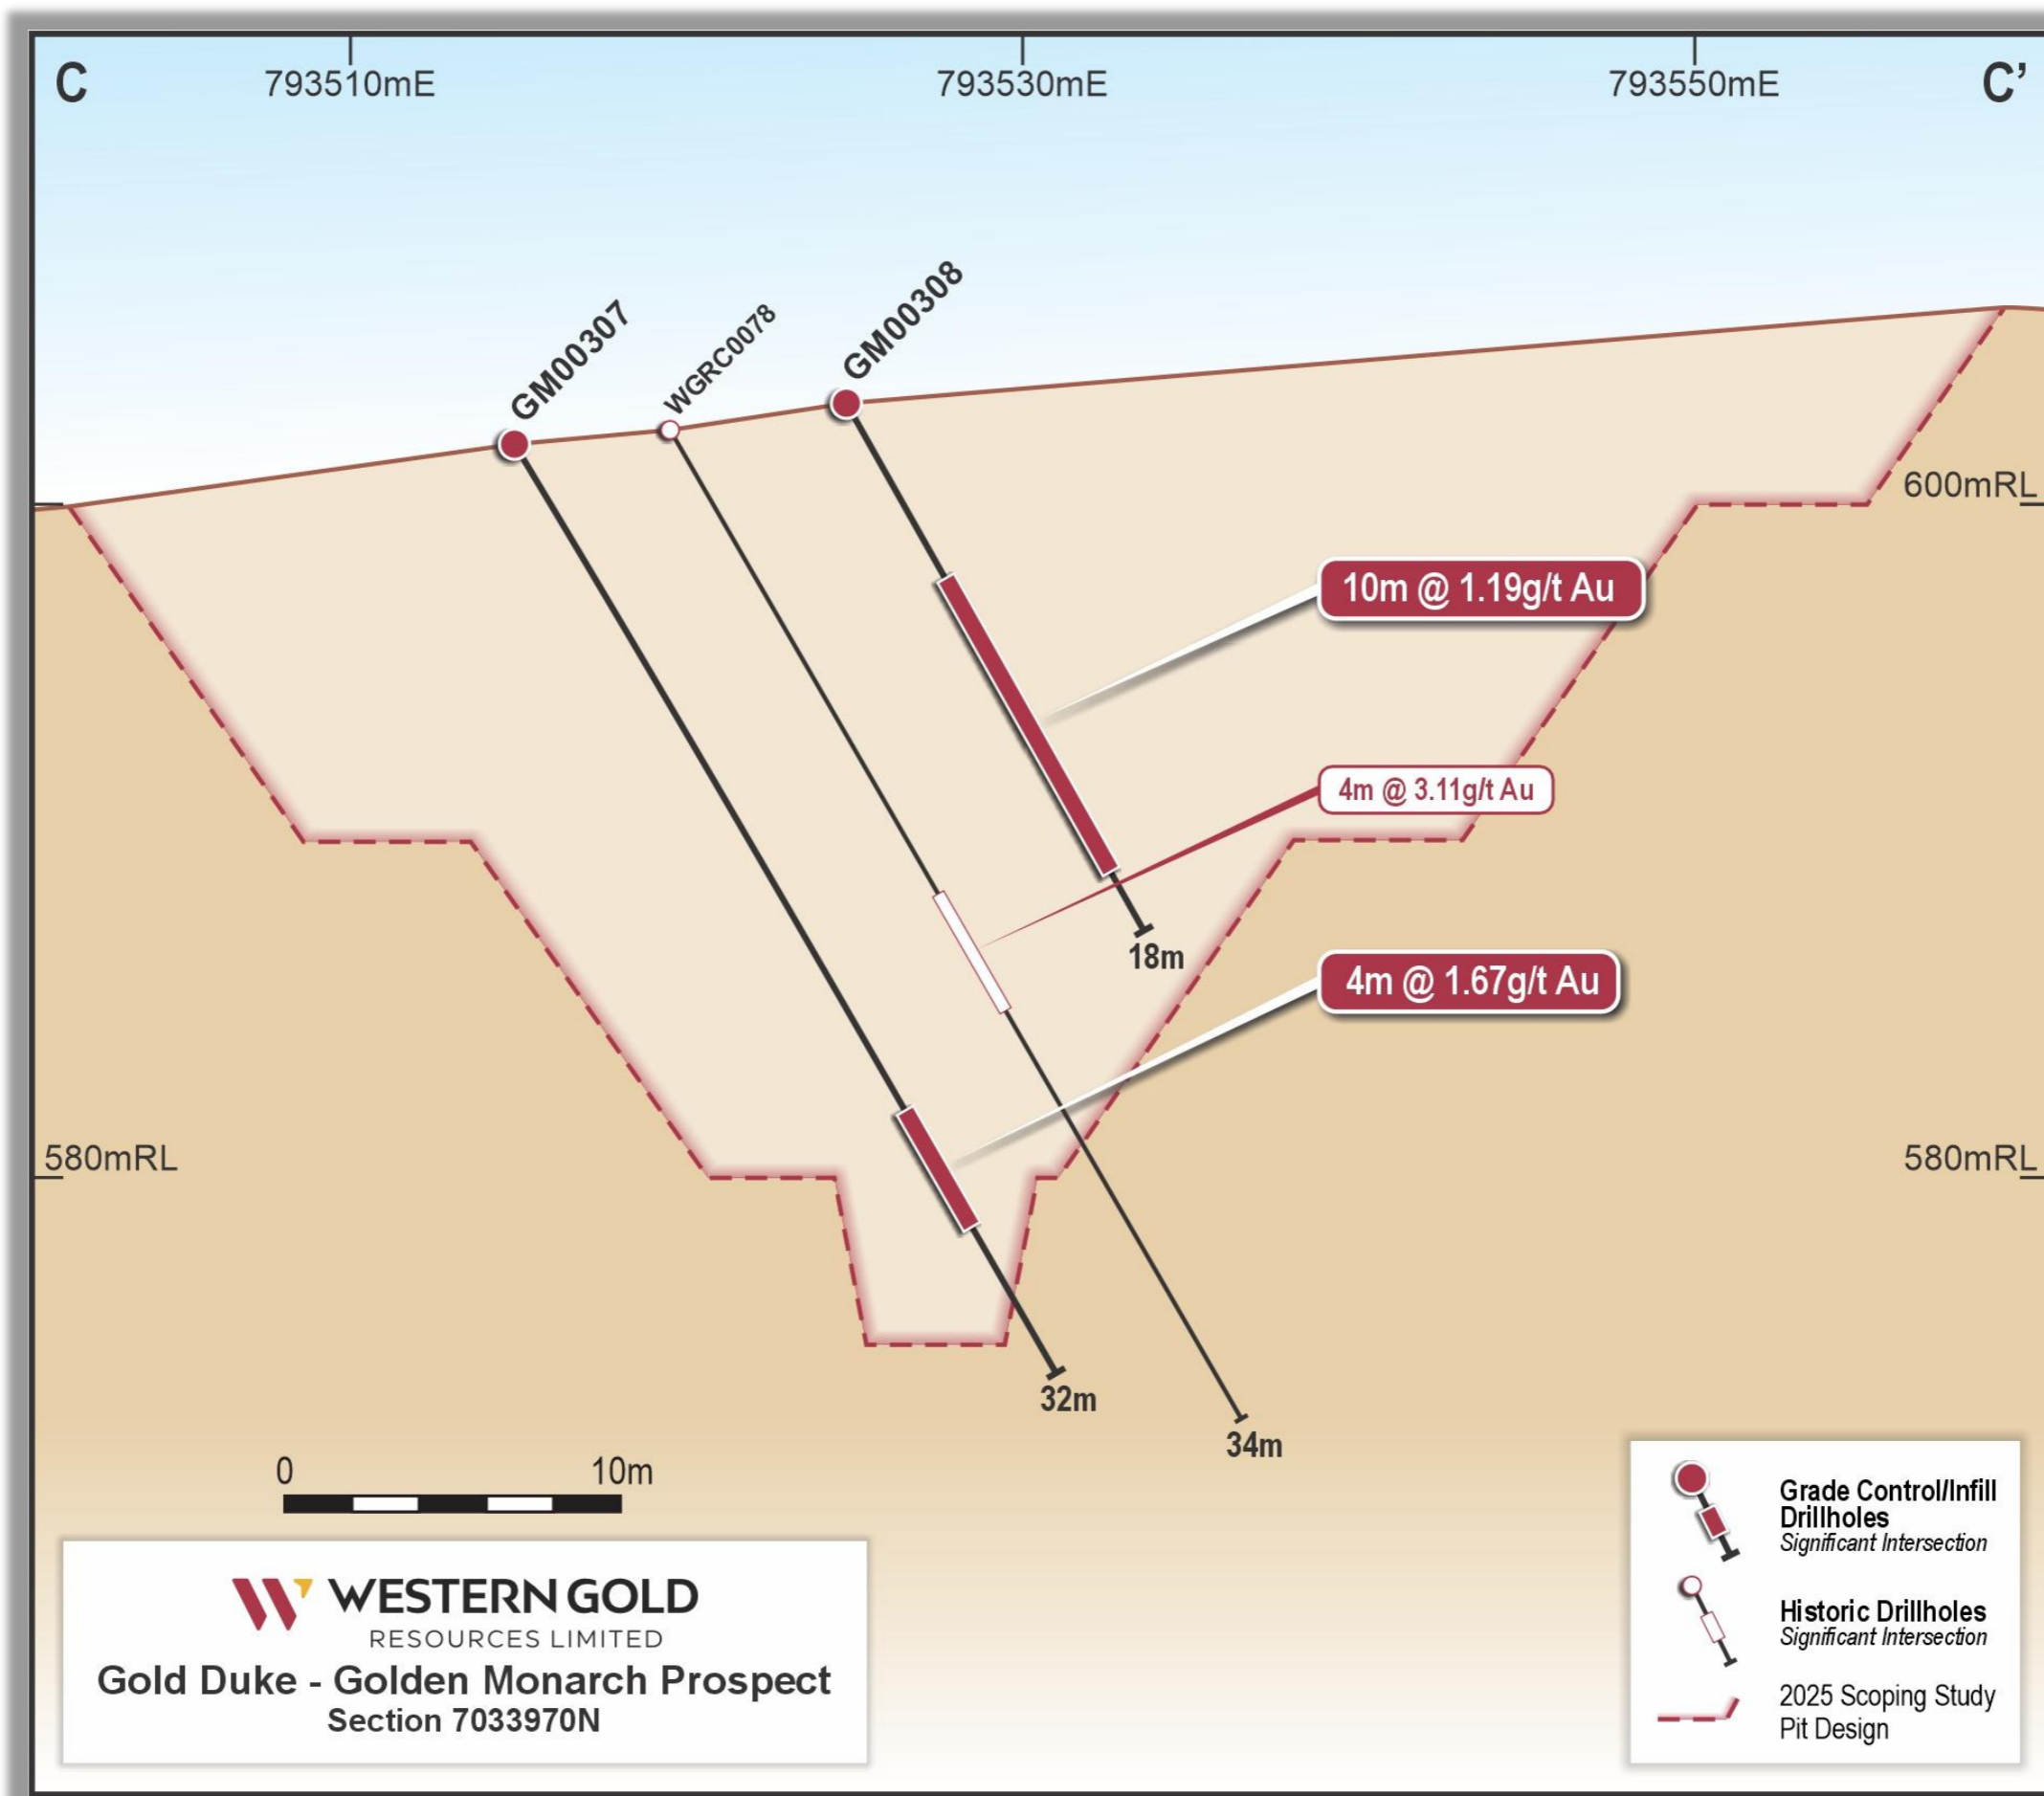 C
793510mE
793530mE
793550mE
C’
GM00307
WGRC0078
GM00308
600mRL
10m @ 1.19g/t Au
4m @ 3.11g/t Au
18m
4m @ 1.67g/t Au
580mRL
580mRL
32m
34m
0
10m
WESTERN GOLD
RESOURCES LIMITED
Gold Duke - Golden Monarch Prospect
Section 7033970N
Grade Control/Infill
Drillholes
Significant Intersection
Historic Drillholes
Significant Intersection
2025 Scoping Study
Pit Design